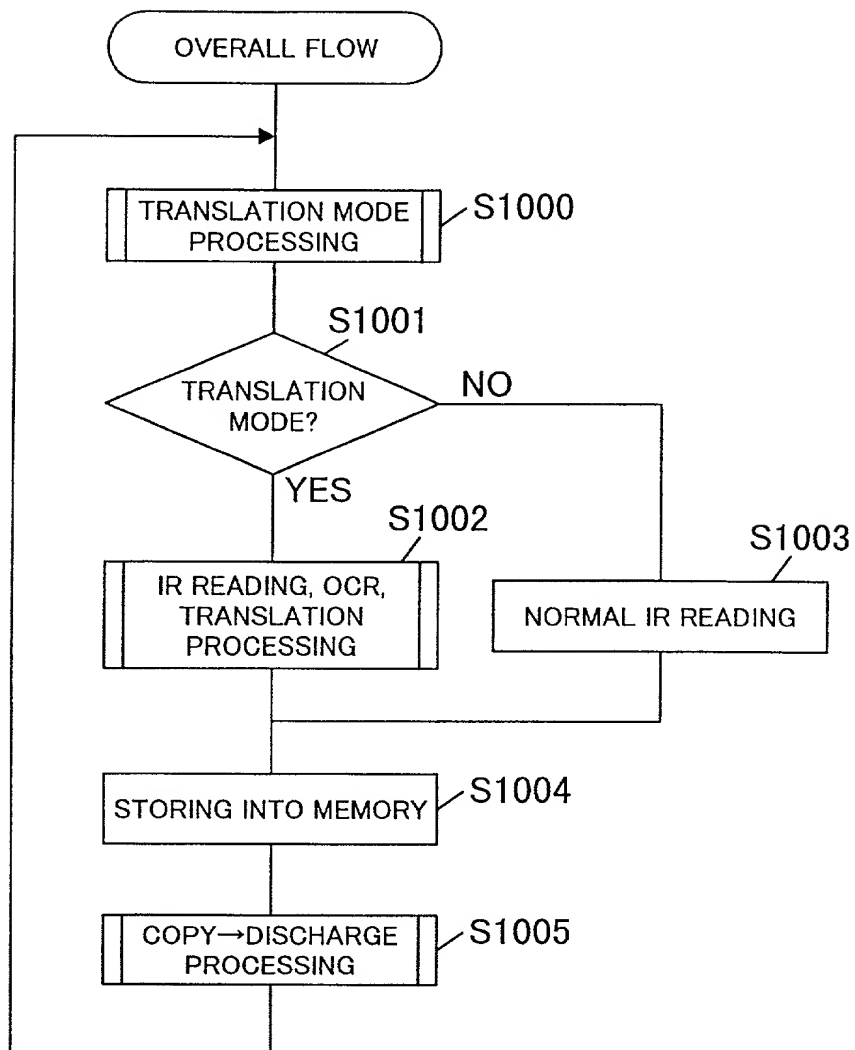 OVERALL FLOW
TRANSLATION MODE
PROCESSING
S1000
S1001
TRANSLATION
MODE?
NO
YES
S1002
IR READING, OCR,
TRANSLATION
PROCESSING
S1003
NORMAL IR READING
STORING INTO MEMORY
S1004
COPY→DISCHARGE
PROCESSING
S1005